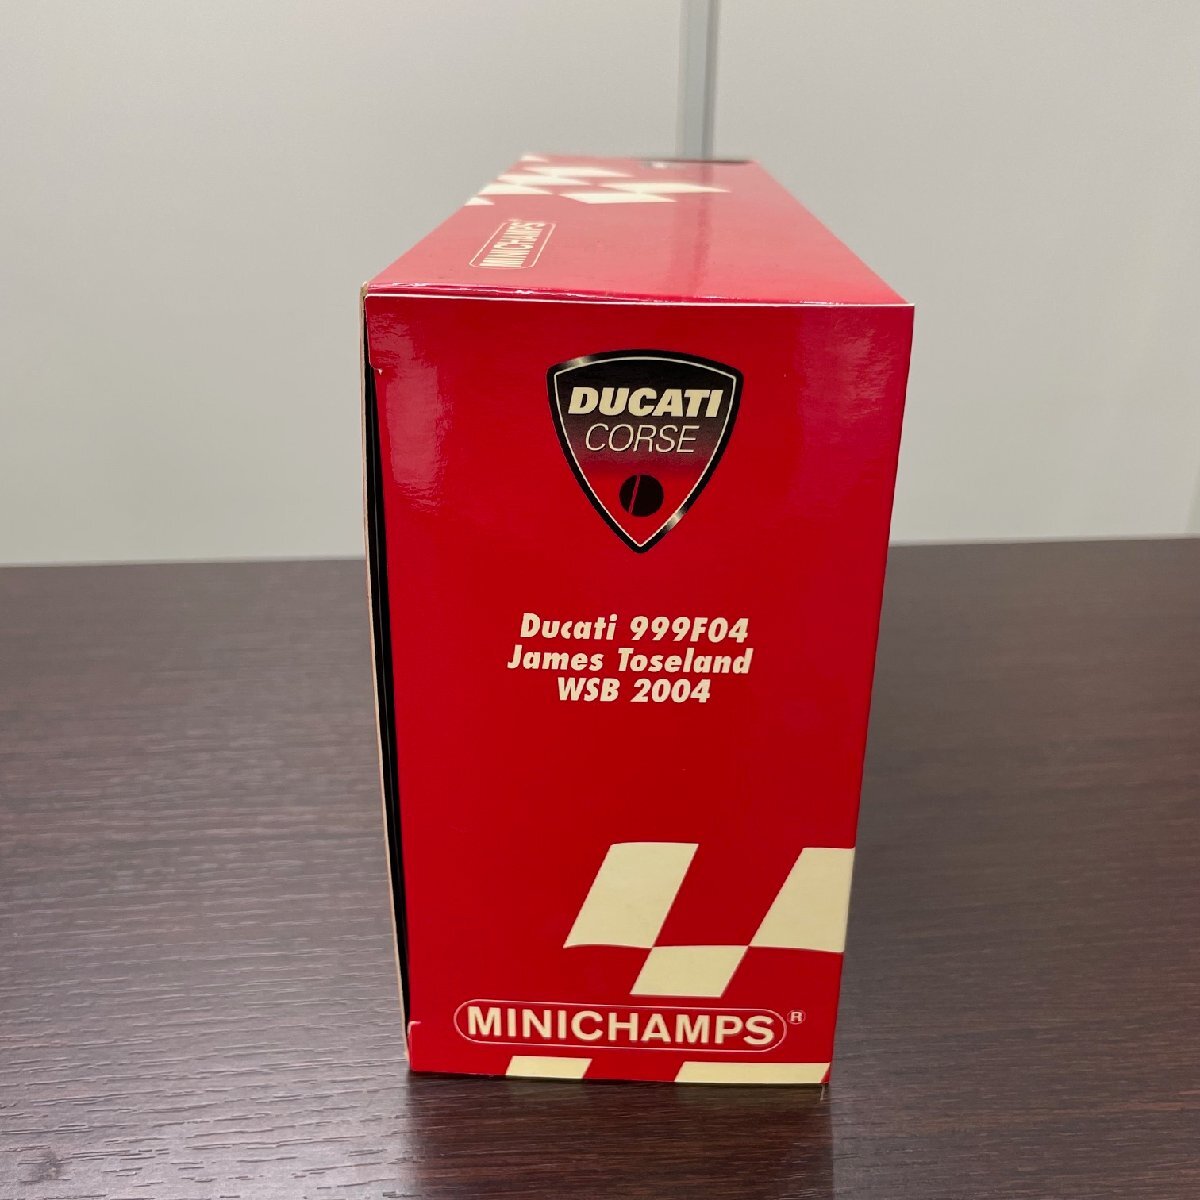 MINICHAMPS®
DUCATI
CORSE
Ducati 999F04
James Toseland
WSB 2004
MINICHAMPS®